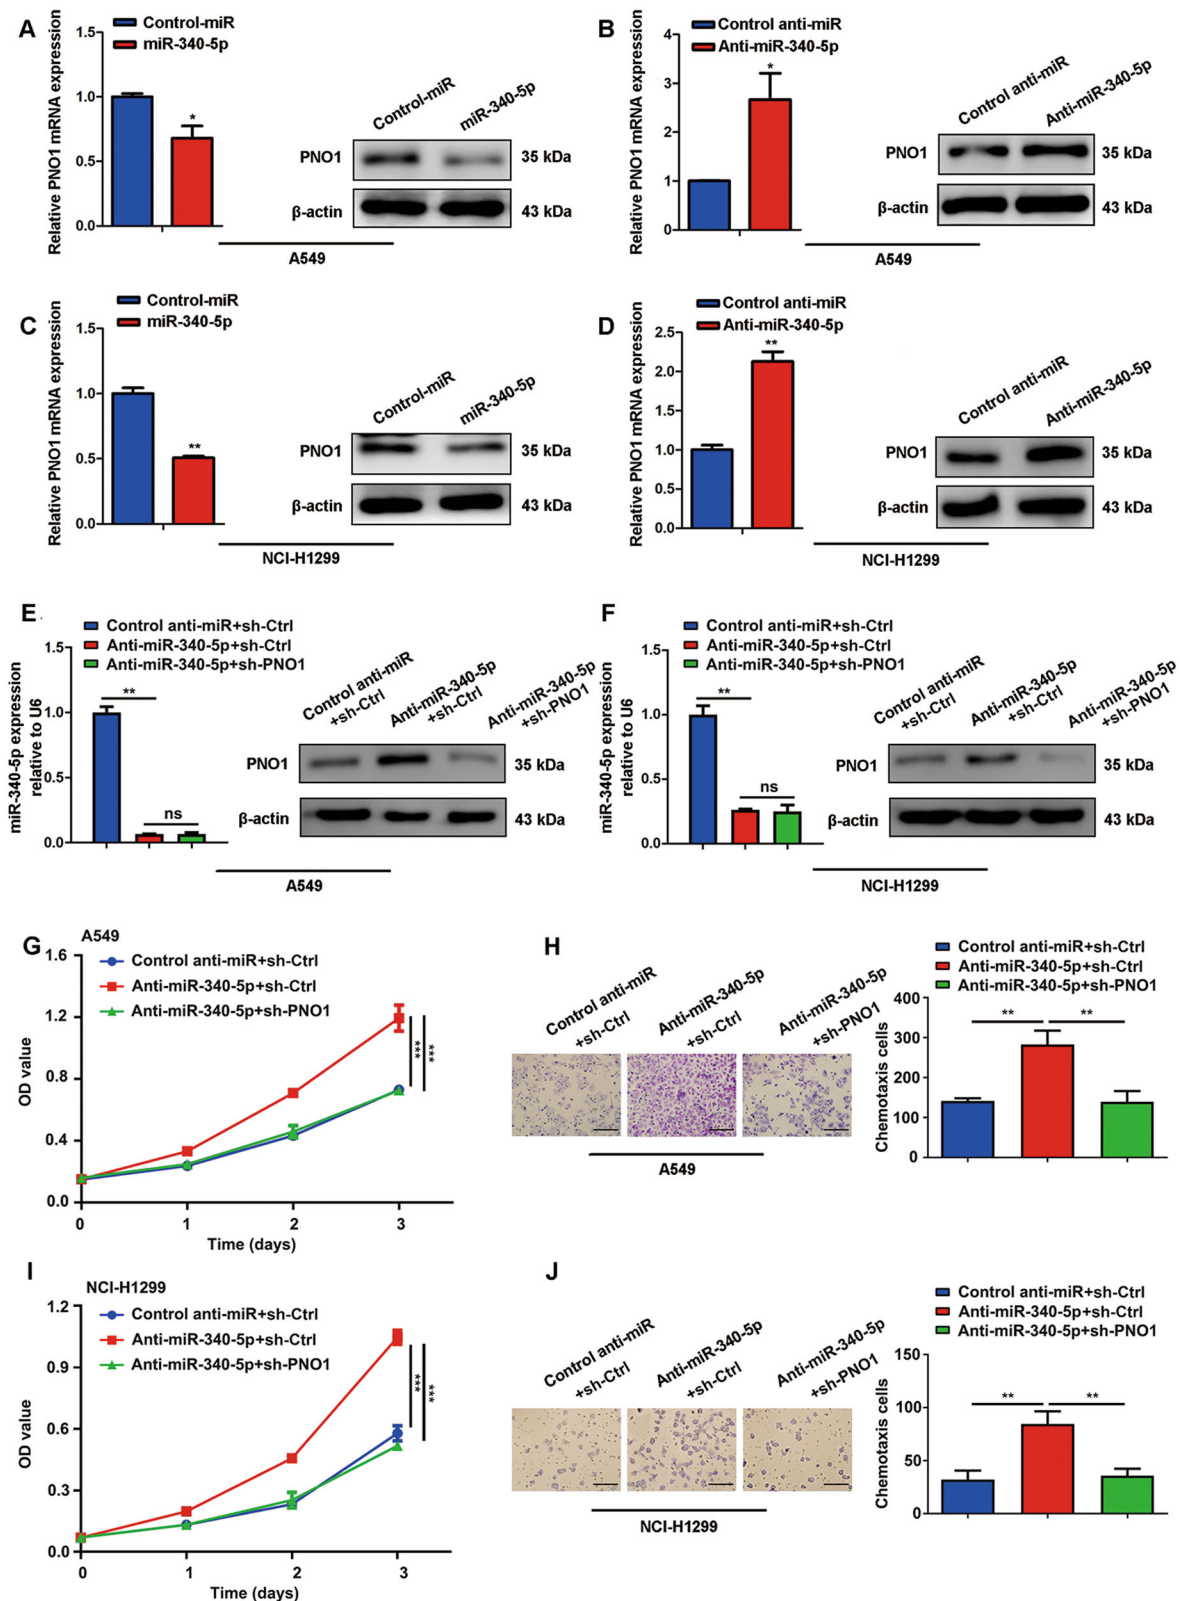 A
Control-miR
miR-340-5p
Relative PNO1 mRNA expression
1.5
1.0
0.5
0.0
*
Control-miR
miR-340-5p
PNO1
35 kDa
β-actin
43 kDa
A549
B
Control anti-miR
Anti-miR-340-5p
Relative PNO1 mRNA expression
4
3
2
1
0
*
Control anti-miR
Anti-miR-340-5p
PNO1
35 kDa
β-actin
43 kDa
A549
C
Control-miR
miR-340-5p
Relative PNO1 mRNA expression
1.5
1.0
0.5
0.0
**
Control-miR
miR-340-5p
PNO1
35 kDa
β-actin
43 kDa
NCI-H1299
D
Control anti-miR
Anti-miR-340-5p
Relative PNO1 mRNA expression
2.5
2.0
1.5
1.0
0.5
0.0
**
Control anti-miR
Anti-miR-340-5p
PNO1
35 kDa
β-actin
43 kDa
NCI-H1299
E
Control anti-miR+sh-Ctrl
Anti-miR-340-5p+sh-Ctrl
Anti-miR-340-5p+sh-PNO1
miR-340-5p expression
relative to U6
1.5
1.0
0.5
0.0
**
ns
Control anti-miR
+sh-Ctrl
Anti-miR-340-5p
+sh-Ctrl
Anti-miR-340-5p
+sh-PNO1
PNO1
35 kDa
β-actin
43 kDa
A549
F
Control anti-miR+sh-Ctrl
Anti-miR-340-5p+sh-Ctrl
Anti-miR-340-5p+sh-PNO1
miR-340-5p expression
relative to U6
1.5
1.0
0.5
0.0
**
ns
Control anti-miR
+sh-Ctrl
Anti-miR-340-5p
+sh-Ctrl
Anti-miR-340-5p
+sh-PNO1
PNO1
35 kDa
β-actin
43 kDa
NCI-H1299
G
A549
Control anti-miR+sh-Ctrl
Anti-miR-340-5p+sh-Ctrl
Anti-miR-340-5p+sh-PNO1
OD value
1.6
1.2
0.8
0.4
0.0
***
***
0 1 2 3
Time (days)
H
Control anti-miR
+sh-Ctrl
Anti-miR-340-5p
+sh-Ctrl
Anti-miR-340-5p
+sh-PNO1
A549
Control anti-miR+sh-Ctrl
Anti-miR-340-5p+sh-Ctrl
Anti-miR-340-5p+sh-PNO1
Chemotaxis cells
400
300
200
100
0
**
**
I
NCI-H1299
Control anti-miR+sh-Ctrl
Anti-miR-340-5p+sh-Ctrl
Anti-miR-340-5p+sh-PNO1
OD value
1.2
0.9
0.6
0.3
0.0
***
***
0 1 2 3
Time (days)
J
Control anti-miR
+sh-Ctrl
Anti-miR-340-5p
+sh-Ctrl
Anti-miR-340-5p
+sh-PNO1
NCI-H1299
Control anti-miR+sh-Ctrl
Anti-miR-340-5p+sh-Ctrl
Anti-miR-340-5p+sh-PNO1
Chemotaxis cells
150
100
50
0
**
**